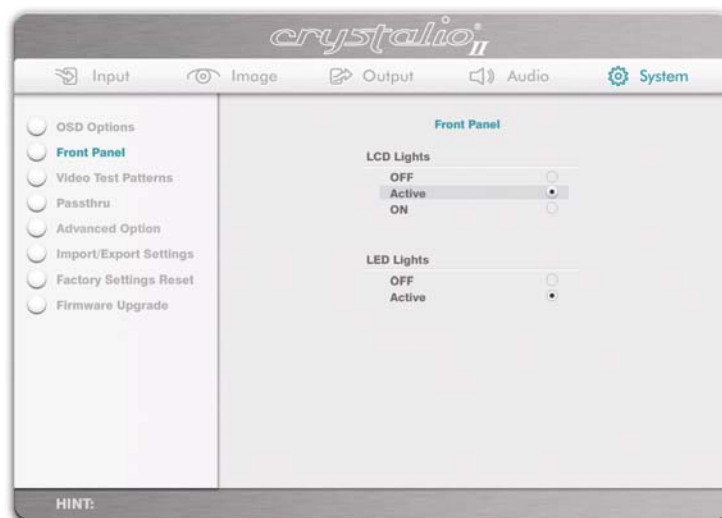 crystalio II
Input Image Output Audio System
OSD Options
Front Panel
Video Test Patterns
Passthru
Advanced Option
Import/Export Settings
Factory Settings Reset
Firmware Upgrade
Front Panel
LCD Lights
OFF
Active
ON
LED Lights
OFF
Active
HINT: